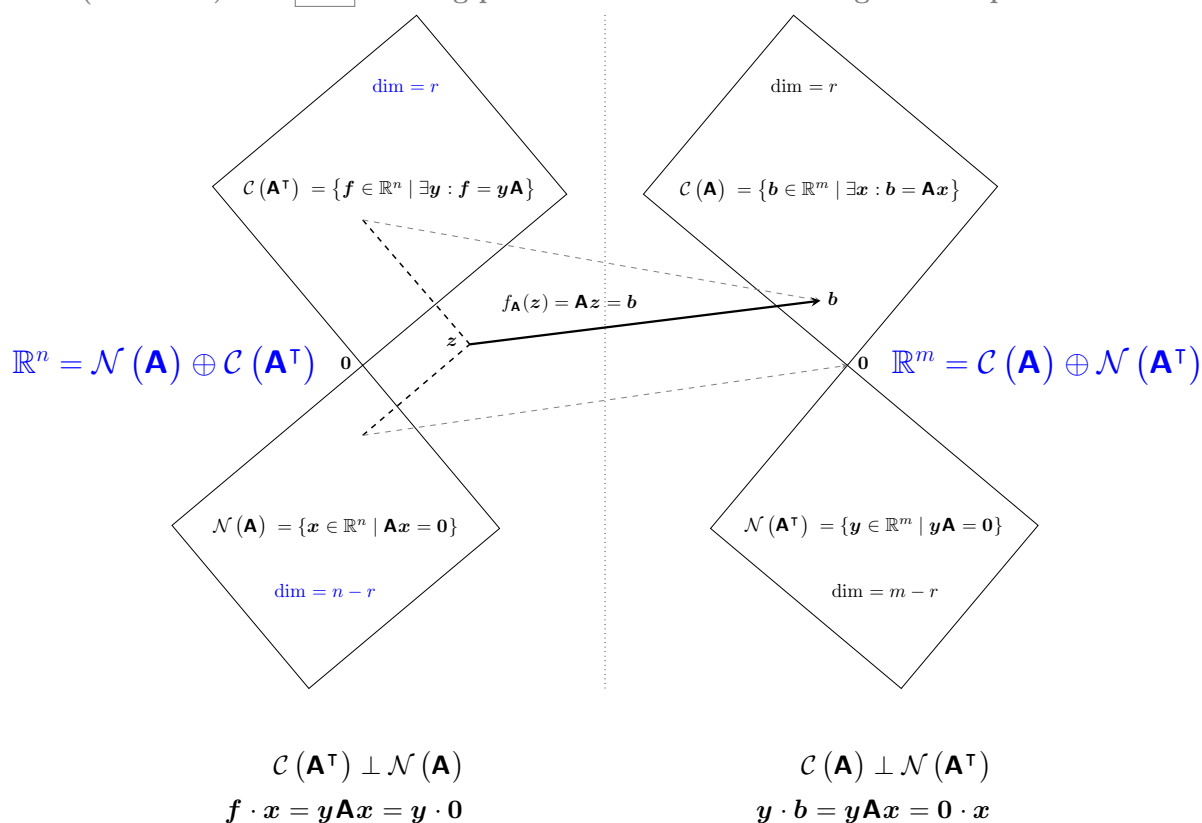 dim = r
dim = r
𝒞(𝐀ᵀ) = {𝒇 ∈ ℝⁿ | ∃𝒚 : 𝒇 = 𝒚𝐀}
𝒞(𝐀) = {𝒃 ∈ ℝᵐ | ∃𝒙 : 𝒃 = 𝐀𝒙}
f_𝐀(𝒛) = 𝐀𝒛 = 𝒃
𝒃
𝒛
ℝⁿ = 𝒩(𝐀) ⊕ 𝒞(𝐀ᵀ)
𝟎
𝟎
ℝᵐ = 𝒞(𝐀) ⊕ 𝒩(𝐀ᵀ)
𝒩(𝐀) = {𝒙 ∈ ℝⁿ | 𝐀𝒙 = 𝟎}
𝒩(𝐀ᵀ) = {𝒚 ∈ ℝᵐ | 𝒚𝐀 = 𝟎}
dim = n − r
dim = m − r
𝒞(𝐀ᵀ) ⊥ 𝒩(𝐀)
𝒇 · 𝒙 = 𝒚𝐀𝒙 = 𝒚 · 𝟎
𝒞(𝐀) ⊥ 𝒩(𝐀ᵀ)
𝒚 · 𝒃 = 𝒚𝐀𝒙 = 𝟎 · 𝒙